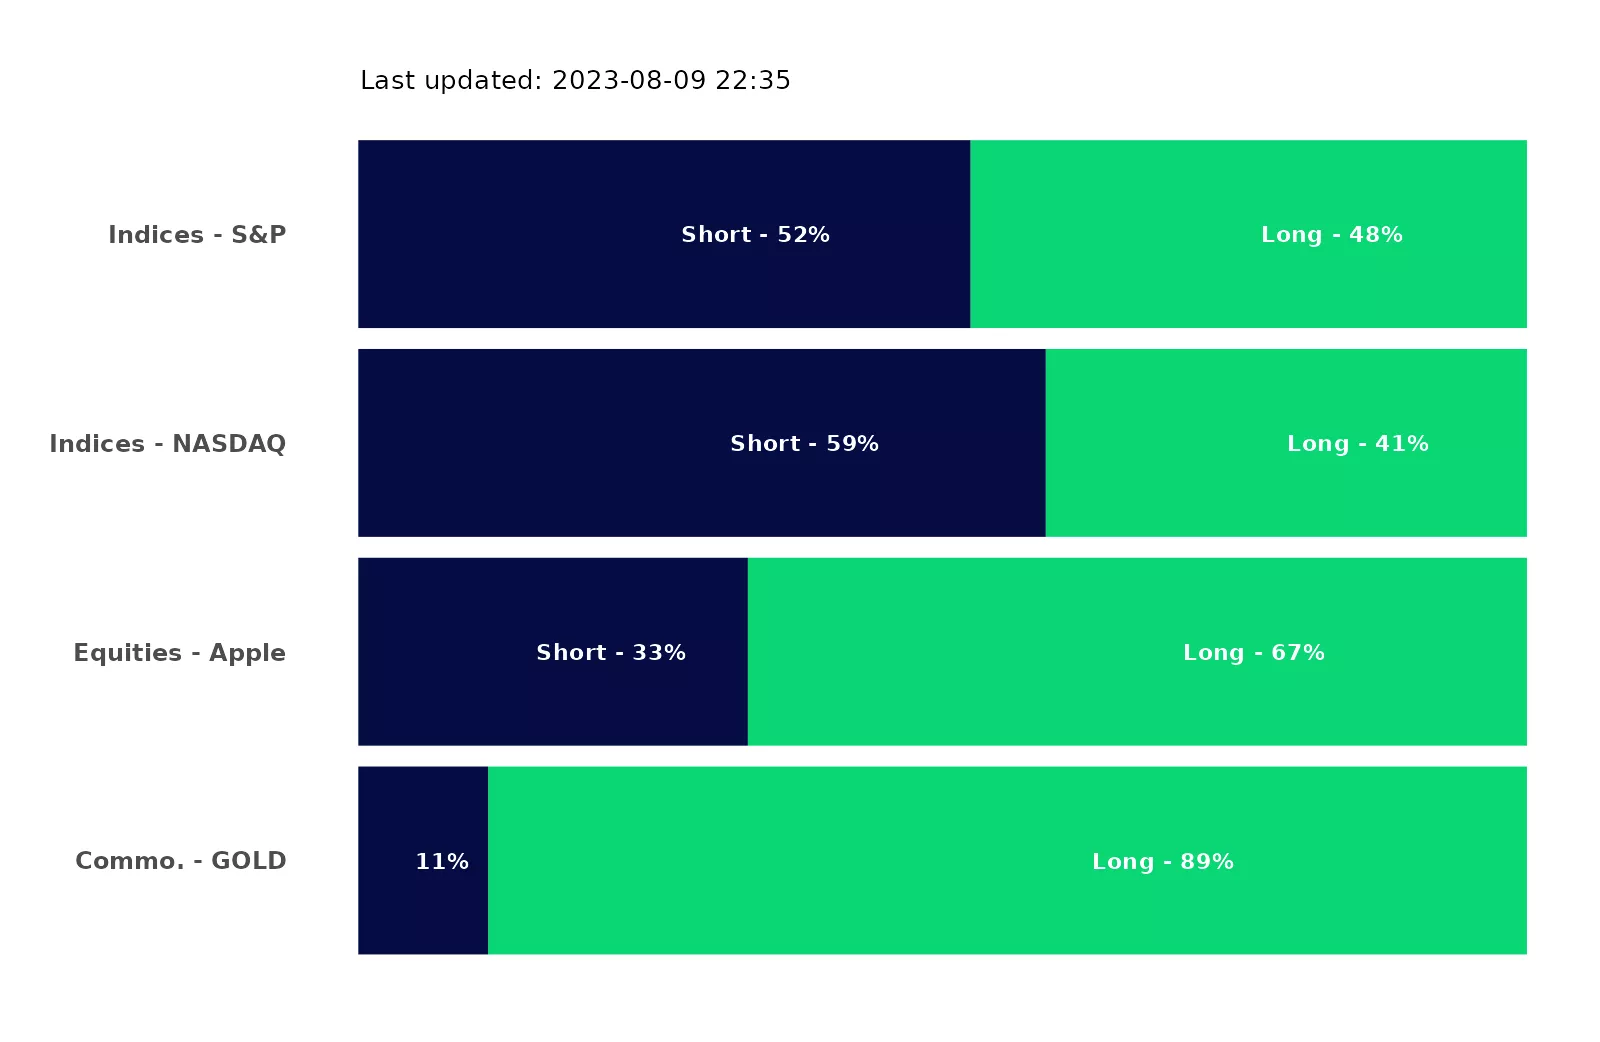 Last updated: 2023-08-09 22:35
Indices - S&P
Short - 52%
Long - 48%
Indices - NASDAQ
Short - 59%
Long - 41%
Equities - Apple
Short - 33%
Long - 67%
Commo. - GOLD
11%
Long - 89%